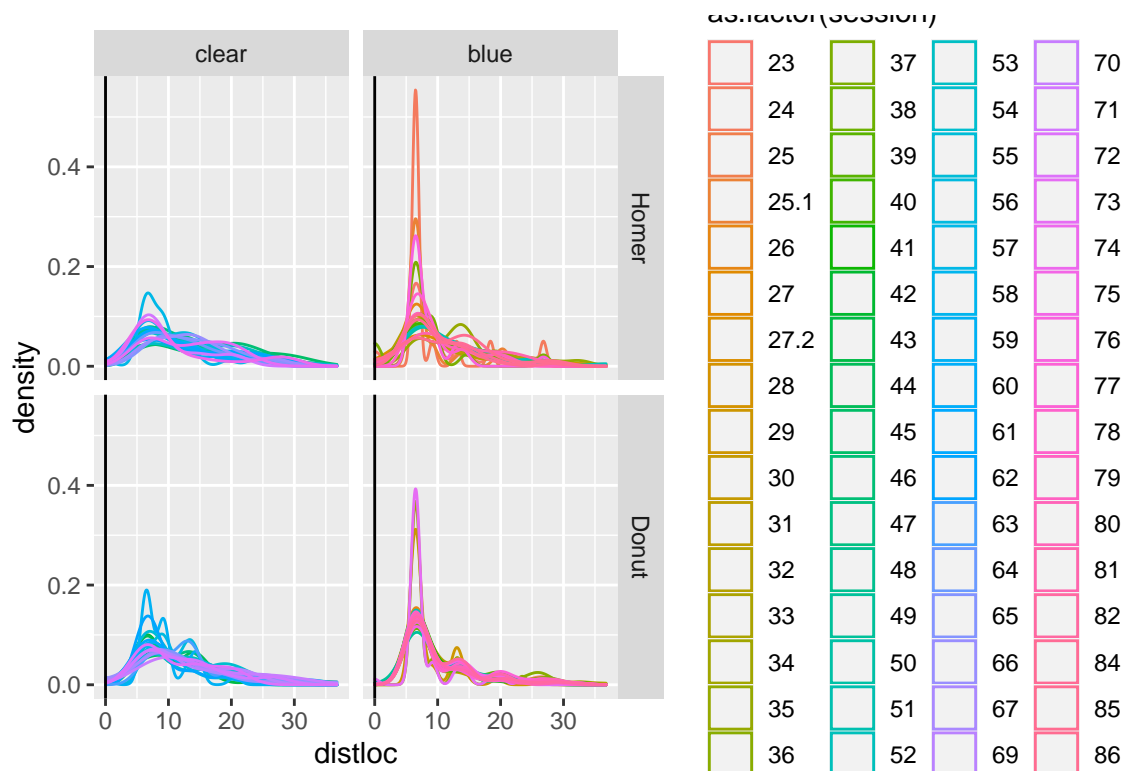 as.factor(session)
clear blue
Homer
Donut
density
0.4
0.2
0.0
0.4
0.2
0.0
0 10 20 30 0 10 20 30
distloc
23 37 53 70
24 38 54 71
25 39 55 72
25.1 40 56 73
26 41 57 74
27 42 58 75
27.2 43 59 76
28 44 60 77
29 45 61 78
30 46 62 79
31 47 63 80
32 48 64 81
33 49 65 82
34 50 66 84
35 51 67 85
36 52 69 86